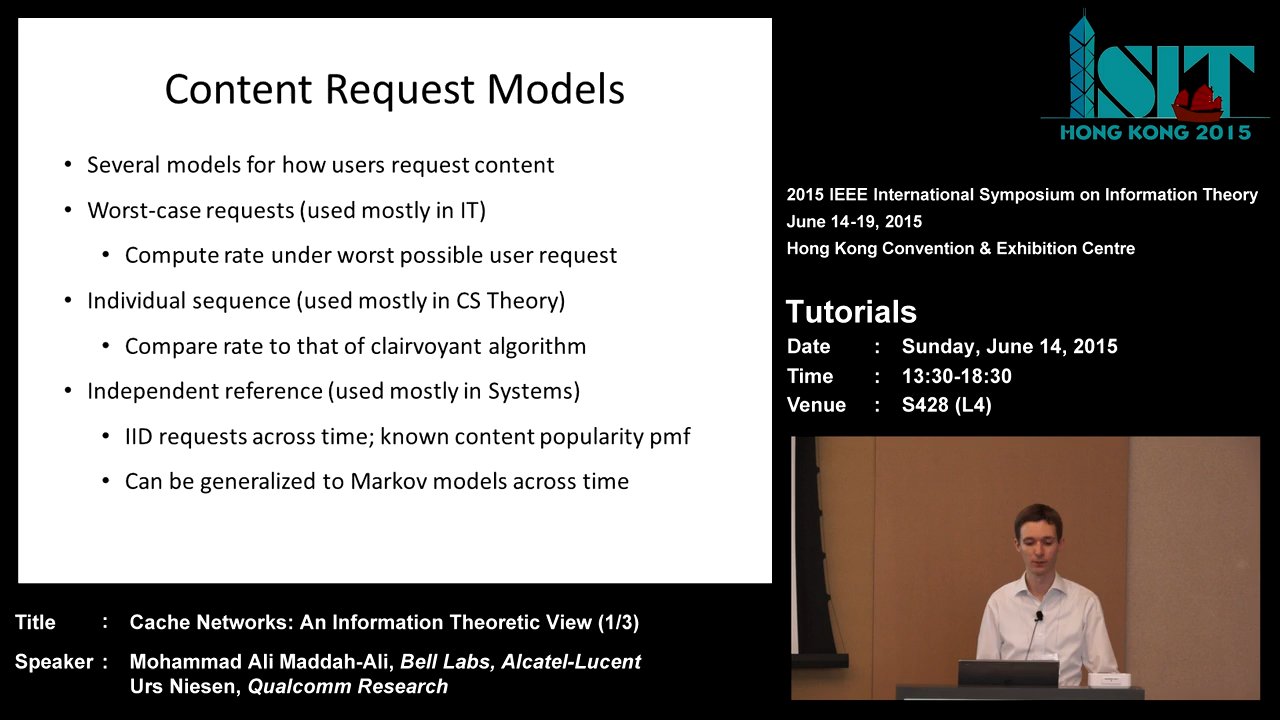 Content Request Models
• Several models for how users request content
• Worst-case requests (used mostly in IT)
• Compute rate under worst possible user request
• Individual sequence (used mostly in CS Theory)
• Compare rate to that of clairvoyant algorithm
• Independent reference (used mostly in Systems)
• IID requests across time; known content popularity pmf
• Can be generalized to Markov models across time
ISIT
HONG KONG 2015
2015 IEEE International Symposium on Information Theory
June 14-19, 2015
Hong Kong Convention & Exhibition Centre
Tutorials
Date : Sunday, June 14, 2015
Time : 13:30-18:30
Venue : S428 (L4)
Title : Cache Networks: An Information Theoretic View (1/3)
Speaker : Mohammad Ali Maddah-Ali, Bell Labs, Alcatel-Lucent
Urs Niesen, Qualcomm Research